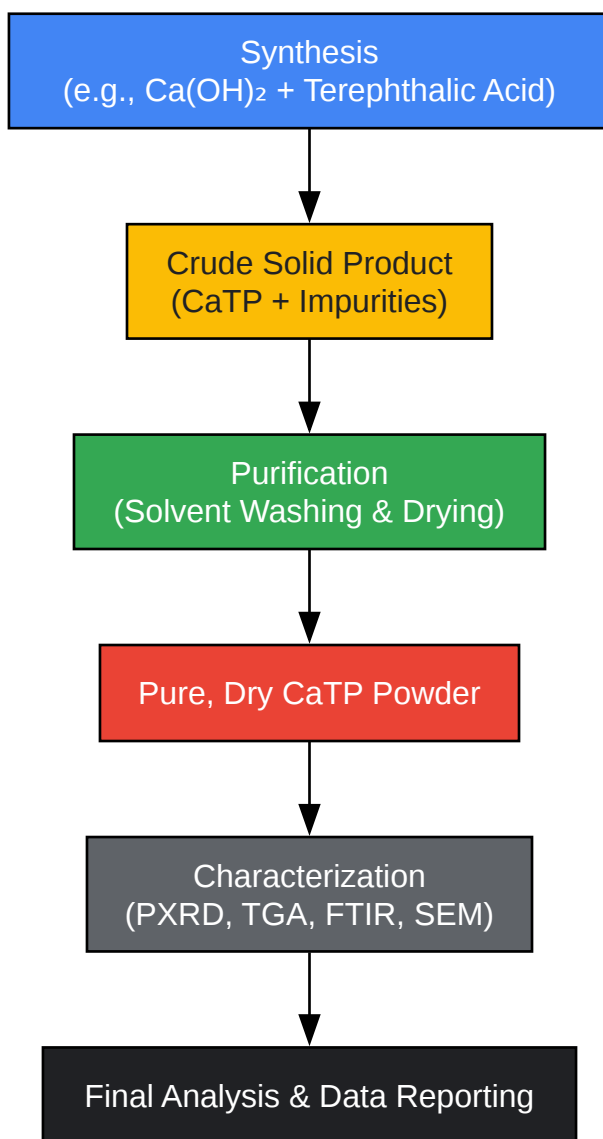 Synthesis
(e.g., Ca(OH)₂ + Terephthalic Acid)
Crude Solid Product
(CaTP + Impurities)
Purification
(Solvent Washing & Drying)
Pure, Dry CaTP Powder
Characterization
(PXRD, TGA, FTIR, SEM)
Final Analysis & Data Reporting